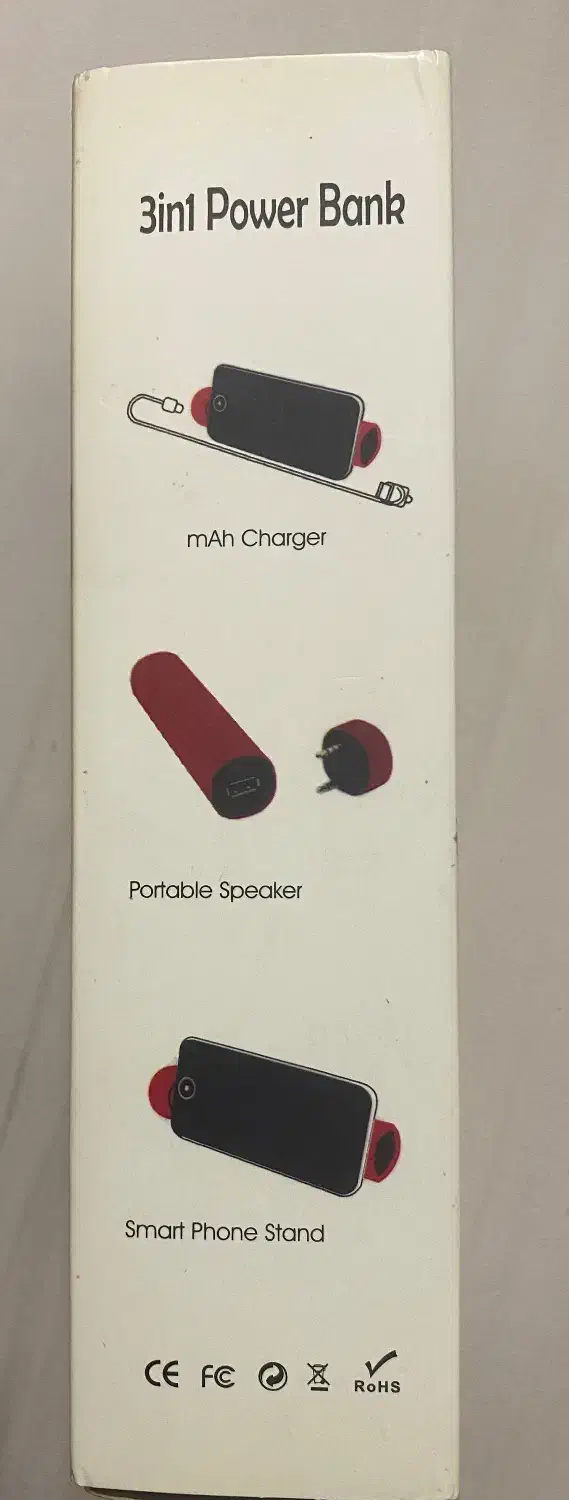 3in1 Power Bank
mAh Charger
Portable Speaker
Smart Phone Stand
CE FC RoHS